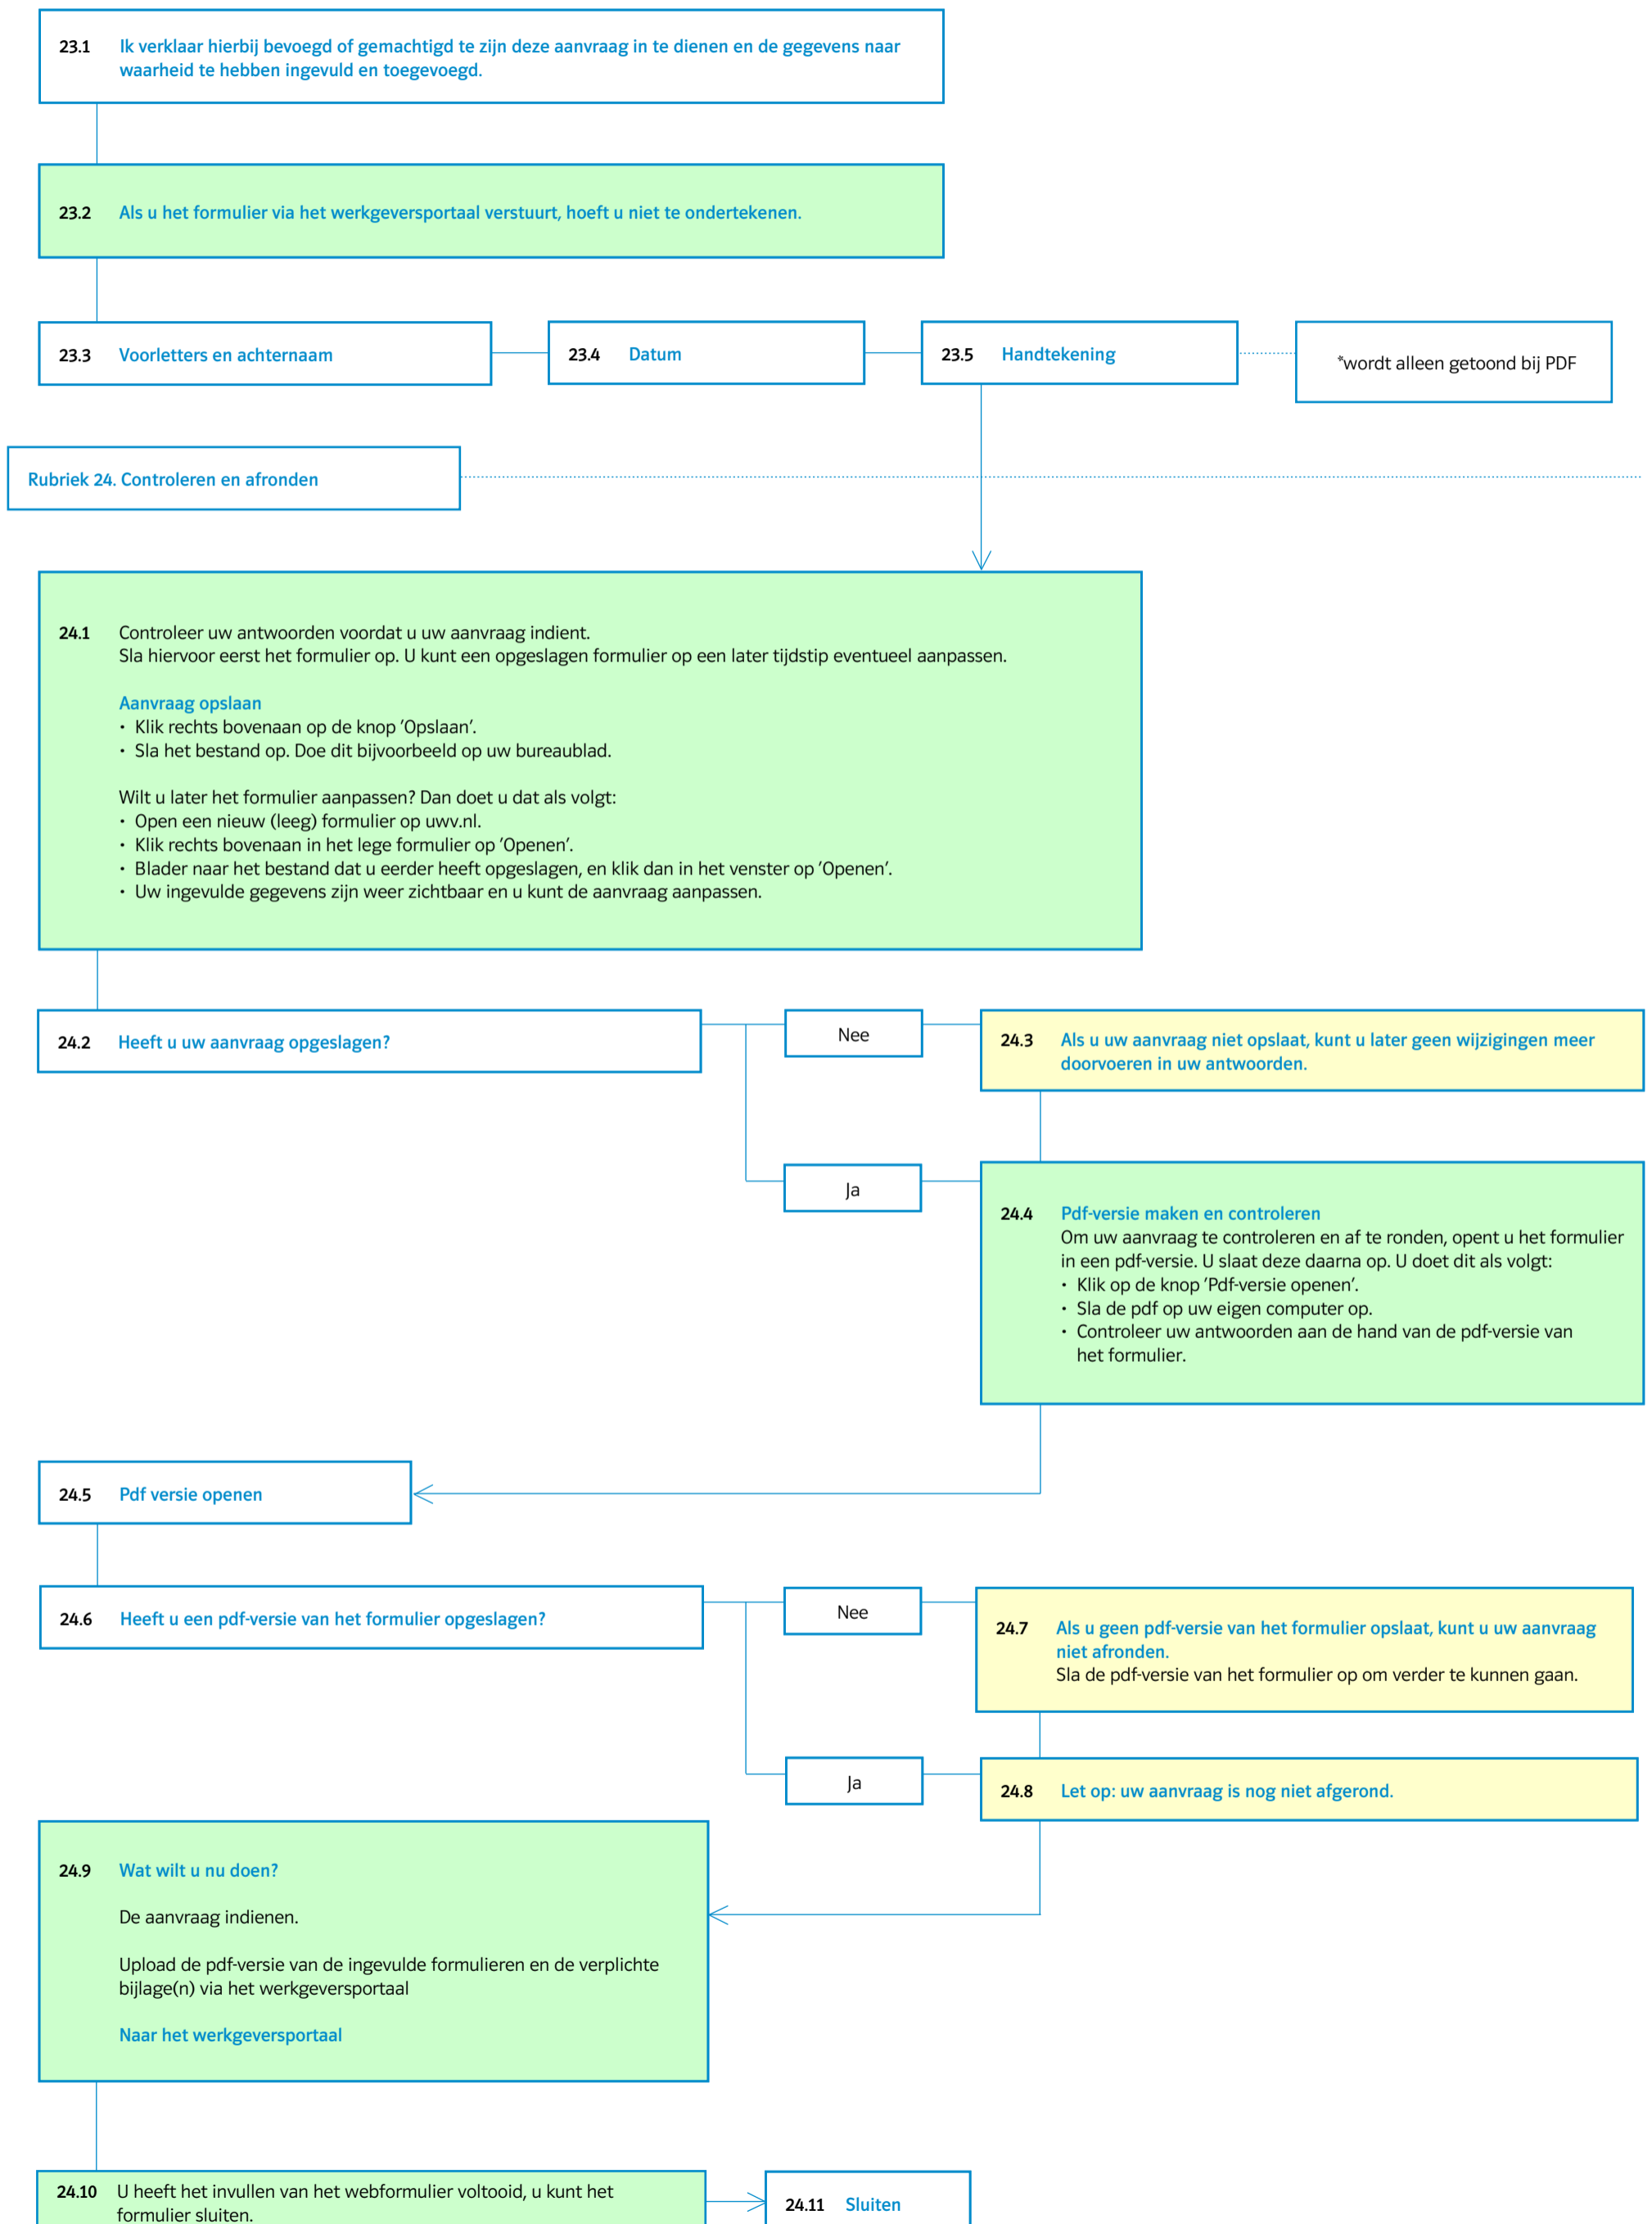 23.1 Ik verklaar hierbij bevoegd of gemachtigd te zijn deze aanvraag in te dienen en de gegevens naar
waarheid te hebben ingevuld en toegevoegd.
23.2 Als u het formulier via het werkgeversportaal verstuurt, hoeft u niet te ondertekenen.
23.3 Voorletters en achternaam
23.4 Datum
23.5 Handtekening
*wordt alleen getoond bij PDF
Rubriek 24. Controleren en afronden
24.1 Controleer uw antwoorden voordat u uw aanvraag indient.
Sla hiervoor eerst het formulier op. U kunt een opgeslagen formulier op een later tijdstip eventueel aanpassen.
Aanvraag opslaan
• Klik rechts bovenaan op de knop ‘Opslaan’.
• Sla het bestand op. Doe dit bijvoorbeeld op uw bureaublad.
Wilt u later het formulier aanpassen? Dan doet u dat als volgt:
• Open een nieuw (leeg) formulier op uwv.nl.
• Klik rechts bovenaan in het lege formulier op ‘Openen’.
• Blader naar het bestand dat u eerder heeft opgeslagen, en klik dan in het venster op ‘Openen’.
• Uw ingevulde gegevens zijn weer zichtbaar en u kunt de aanvraag aanpassen.
24.2 Heeft u uw aanvraag opgeslagen?
Nee
24.3 Als u uw aanvraag niet opslaat, kunt u later geen wijzigingen meer
doorvoeren in uw antwoorden.
Ja
24.4 Pdf-versie maken en controleren
Om uw aanvraag te controleren en af te ronden, opent u het formulier
in een pdf-versie. U slaat deze daarna op. U doet dit als volgt:
• Klik op de knop ‘Pdf-versie openen’.
• Sla de pdf op uw eigen computer op.
• Controleer uw antwoorden aan de hand van de pdf-versie van
het formulier.
24.5 Pdf versie openen
24.6 Heeft u een pdf-versie van het formulier opgeslagen?
Nee
24.7 Als u geen pdf-versie van het formulier opslaat, kunt u uw aanvraag
niet afronden.
Sla de pdf-versie van het formulier op om verder te kunnen gaan.
Ja
24.8 Let op: uw aanvraag is nog niet afgerond.
24.9 Wat wilt u nu doen?
De aanvraag indienen.
Upload de pdf-versie van de ingevulde formulieren en de verplichte
bijlage(n) via het werkgeversportaal
Naar het werkgeversportaal
24.10 U heeft het invullen van het webformulier voltooid, u kunt het
formulier sluiten.
24.11 Sluiten